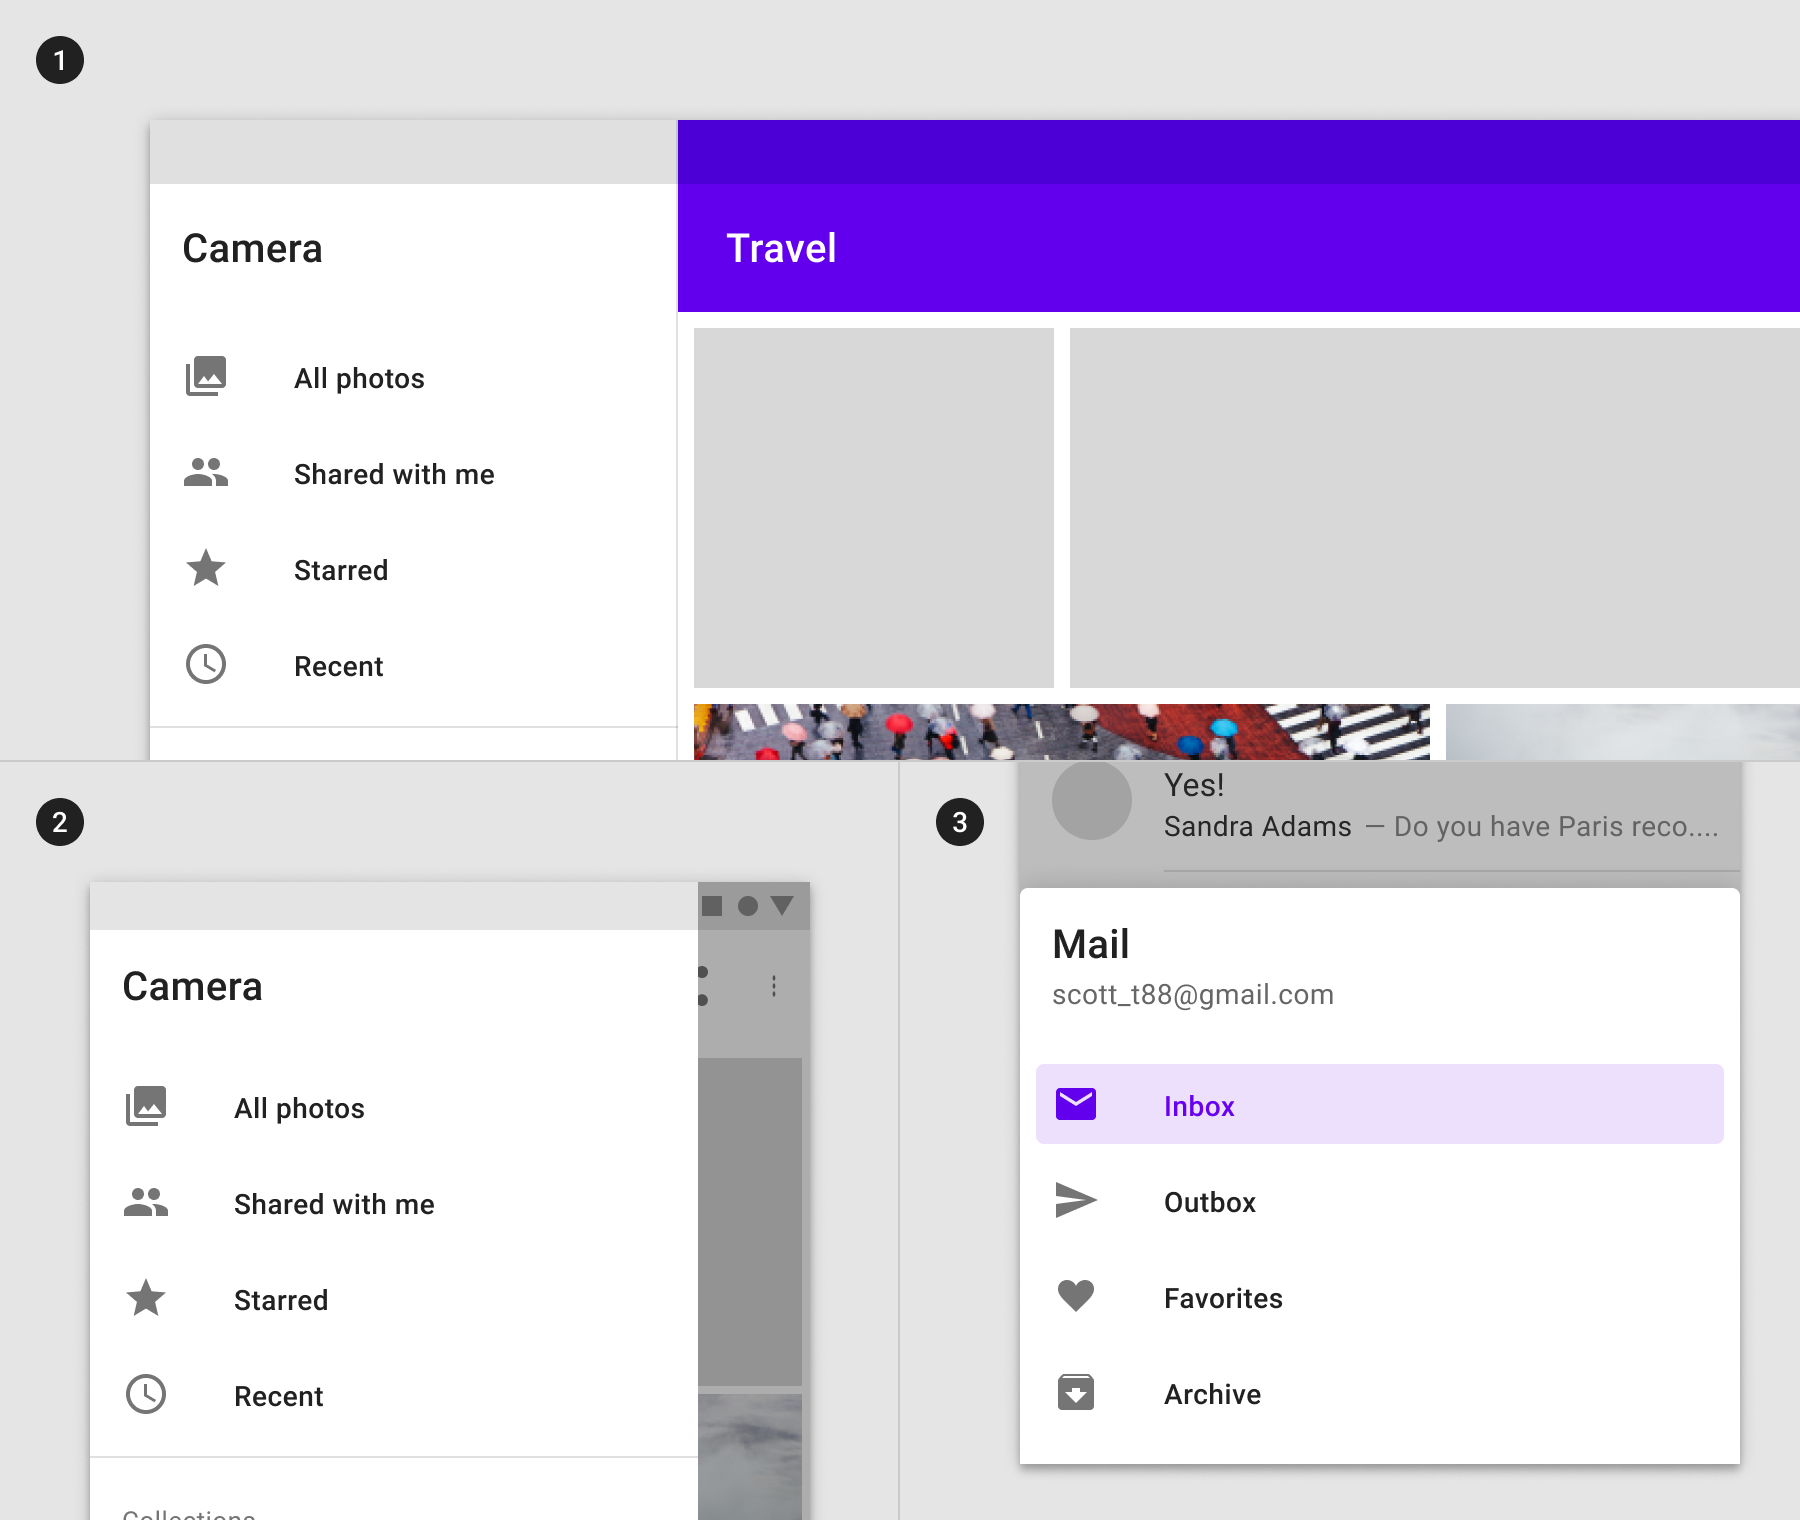 1
Camera
Travel
All photos
Shared with me
Starred
Recent
2
Camera
All photos
Shared with me
Starred
Recent
Collections
3
Yes!
Sandra Adams — Do you have Paris reco....
Mail
scott_t88@gmail.com
Inbox
Outbox
Favorites
Archive